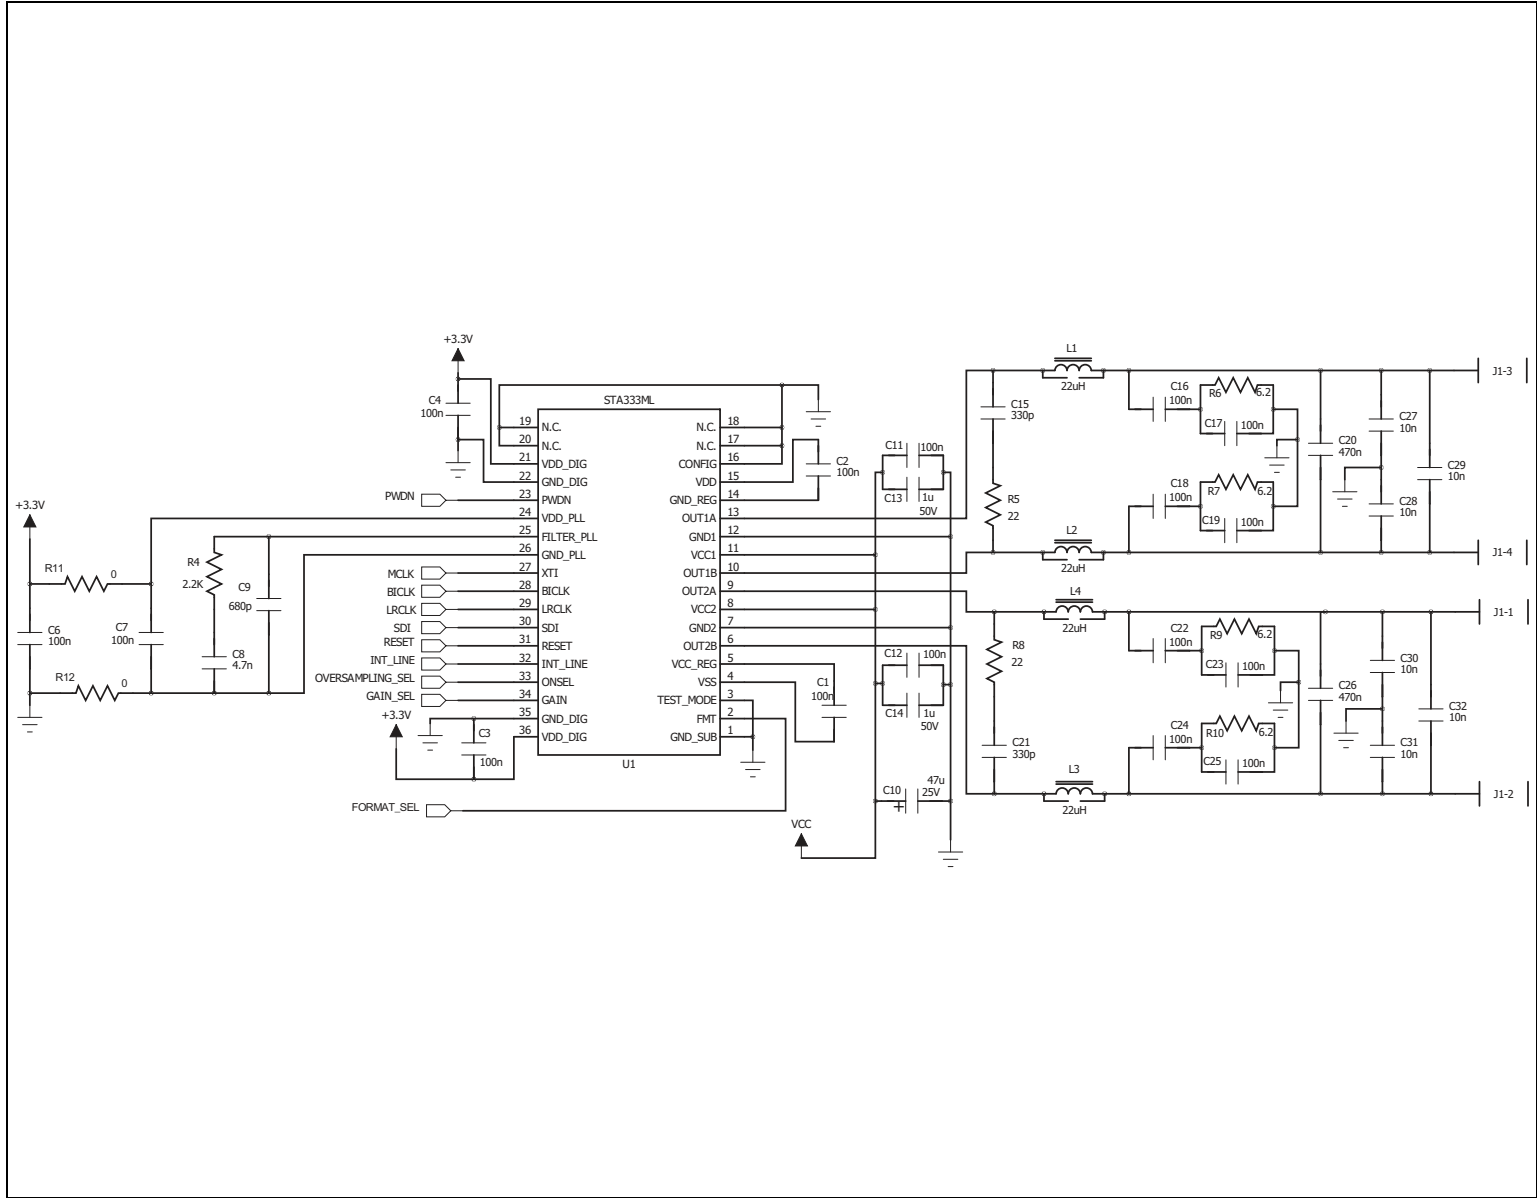 +3.3V
C4
100n
STA333ML
19 N.C.
20 N.C.
21 VDD_DIG
22 GND_DIG
23 PWDN
24 VDD_PLL
25 FILTER_PLL
26 GND_PLL
27 XTI
28 BICLK
29 LRCLK
30 SDI
31 RESET
32 INT_LINE
33 ONSEL
34 GAIN
35 GND_DIG
36 VDD_DIG
N.C. 18
N.C. 17
CONFIG 16
VDD 15
GND_REG 14
OUT1A 13
GND1 12
VCC1 11
OUT1B 10
OUT2A 9
VCC2 8
GND2 7
OUT2B 6
VCC_REG 5
VSS 4
TEST_MODE 3
FMT 2
GND_SUB 1
U1
PWDN
MCLK
BICLK
LRCLK
SDI
RESET
INT_LINE
OVERSAMPLING_SEL
GAIN_SEL
+3.3V
C3
100n
FORMAT_SEL
+3.3V
R11 0
C6
100n
C7
100n
R12 0
R4
2.2K
C9
680p
C8
4.7n
C2
100n
C1
100n
C11 100n
C13 1u
50V
C12 100n
C14 1u
50V
47u
C10 25V
+
VCC
L1
22uH
C15
330p
R5
22
L2
22uH
C16
100n
R6 6.2
C17 100n
C18
100n
R7 6.2
C19 100n
C20
470n
C27
10n
C28
10n
C29
10n
J1-3
J1-4
L4
22uH
R8
22
C21
330p
L3
22uH
C22
100n
R9 6.2
C23 100n
C24
100n
R10 6.2
C25 100n
C26
470n
C30
10n
C31
10n
C32
10n
J1-1
J1-2